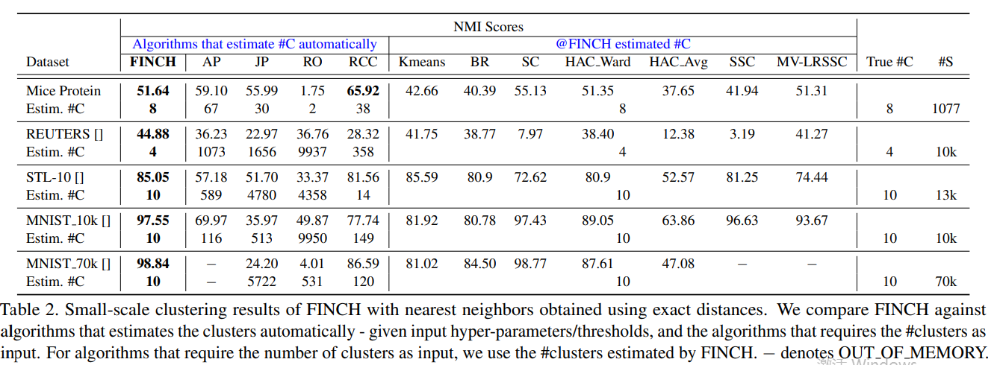 NMI Scores
Algorithms that estimate #C automatically @FINCH estimated #C
Dataset FINCH AP JP RO RCC Kmeans BR SC HAC_Ward HAC_Avg SSC MV-LRSSC True #C #S
Mice Protein 51.64 59.10 55.99 1.75 65.92 42.66 40.39 55.13 51.35 37.65 41.94 51.31
Estim. #C 8 67 30 2 38 8 8 1077
REUTERS [] 44.88 36.23 22.97 36.76 28.32 41.75 38.77 7.97 38.40 12.38 3.19 41.27
Estim. #C 4 1073 1656 9937 358 4 4 10k
STL-10 [] 85.05 57.18 51.70 33.37 81.56 85.59 80.9 72.62 80.9 52.57 81.25 74.44
Estim. #C 10 589 4780 4358 14 10 10 13k
MNIST_10k [] 97.55 69.97 35.97 49.87 77.74 81.92 80.78 97.43 89.05 63.86 96.63 93.67
Estim. #C 10 116 513 9950 149 10 10 10k
MNIST_70k [] 98.84 – 24.20 4.01 86.59 81.02 84.50 98.77 87.61 47.08 – –
Estim. #C 10 – 5722 531 120 10 10 70k
Table 2. Small-scale clustering results of FINCH with nearest neighbors obtained using exact distances. We compare FINCH against
algorithms that estimates the clusters automatically - given input hyper-parameters/thresholds, and the algorithms that requires the #clusters as
input. For algorithms that require the number of clusters as input, we use the #clusters estimated by FINCH. – denotes OUT_OF_MEMORY.
激活 Windows